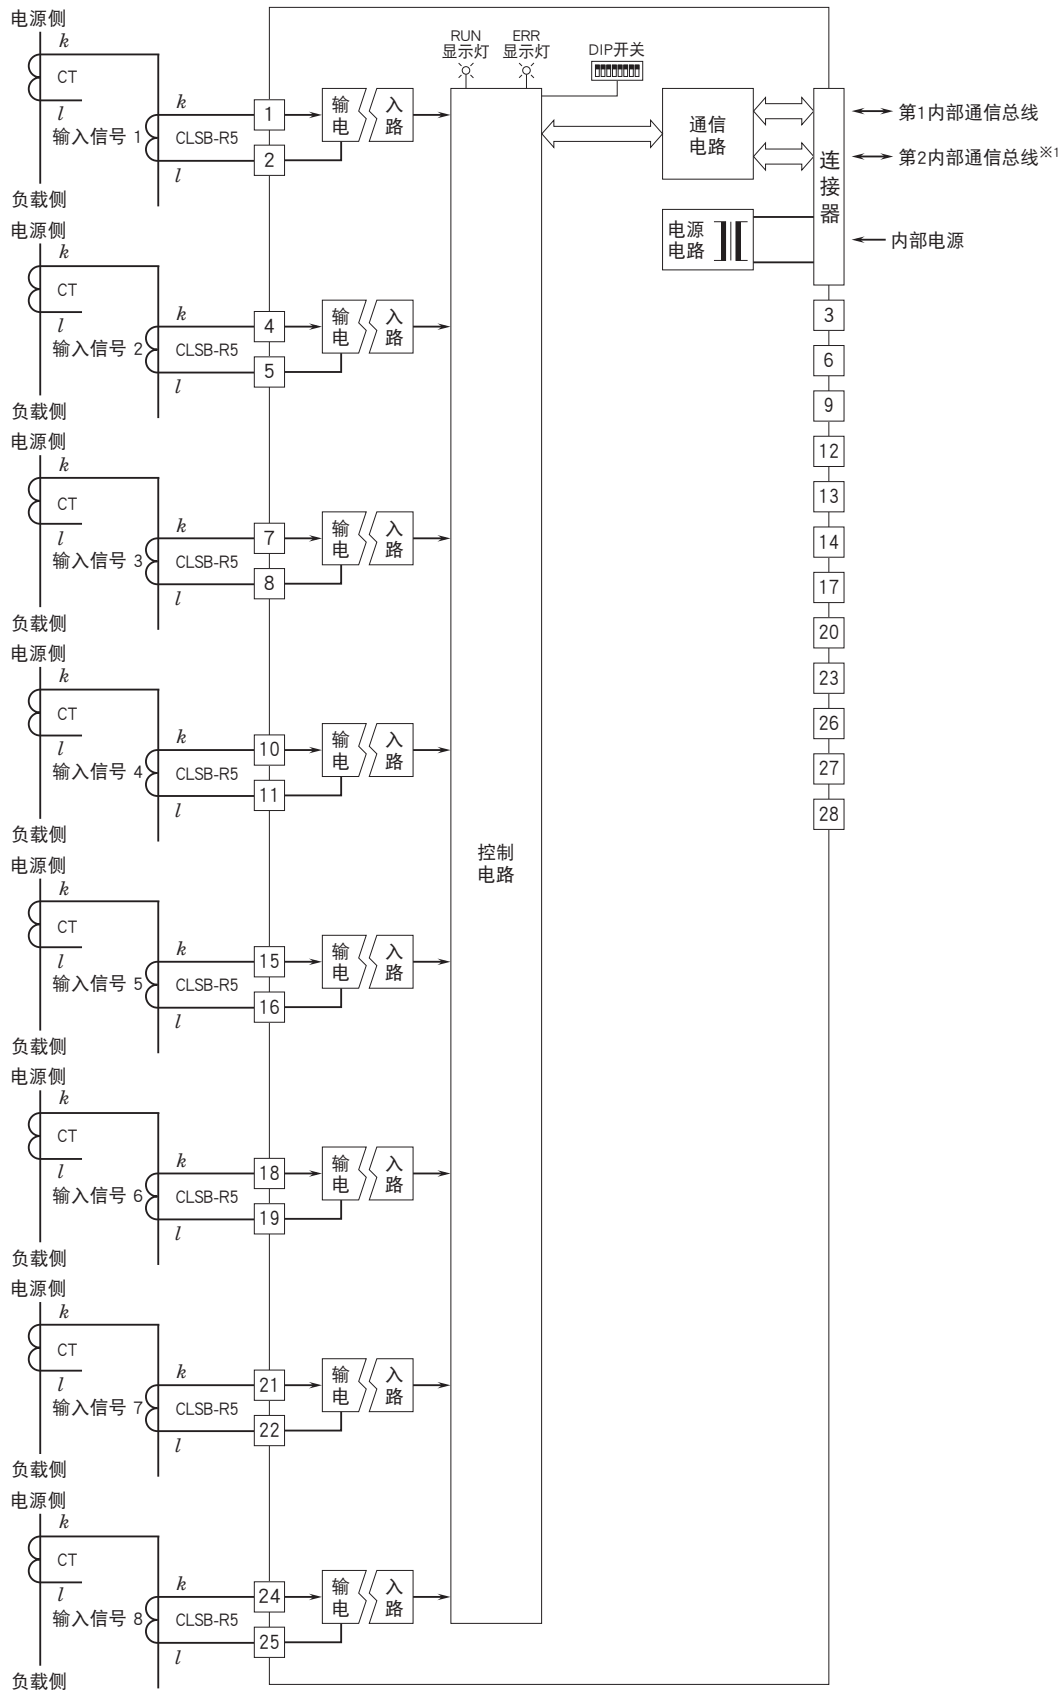 电源侧
k
CT
l
输入信号 1
k
CLSB-R5
l
负载侧
1
2
输入
电路
电源侧
k
CT
l
输入信号 2
k
CLSB-R5
l
负载侧
4
5
输入
电路
电源侧
k
CT
l
输入信号 3
k
CLSB-R5
l
负载侧
7
8
输入
电路
电源侧
k
CT
l
输入信号 4
k
CLSB-R5
l
负载侧
10
11
输入
电路
电源侧
k
CT
l
输入信号 5
k
CLSB-R5
l
负载侧
15
16
输入
电路
电源侧
k
CT
l
输入信号 6
k
CLSB-R5
l
负载侧
18
19
输入
电路
电源侧
k
CT
l
输入信号 7
k
CLSB-R5
l
负载侧
21
22
输入
电路
电源侧
k
CT
l
输入信号 8
k
CLSB-R5
l
负载侧
24
25
输入
电路
RUN
显示灯
ERR
显示灯
DIP开关
控制
电路
通信
电路
电源
电路
连接器
第1内部通信总线
第2内部通信总线※1
内部电源
3
6
9
12
13
14
17
20
23
26
27
28